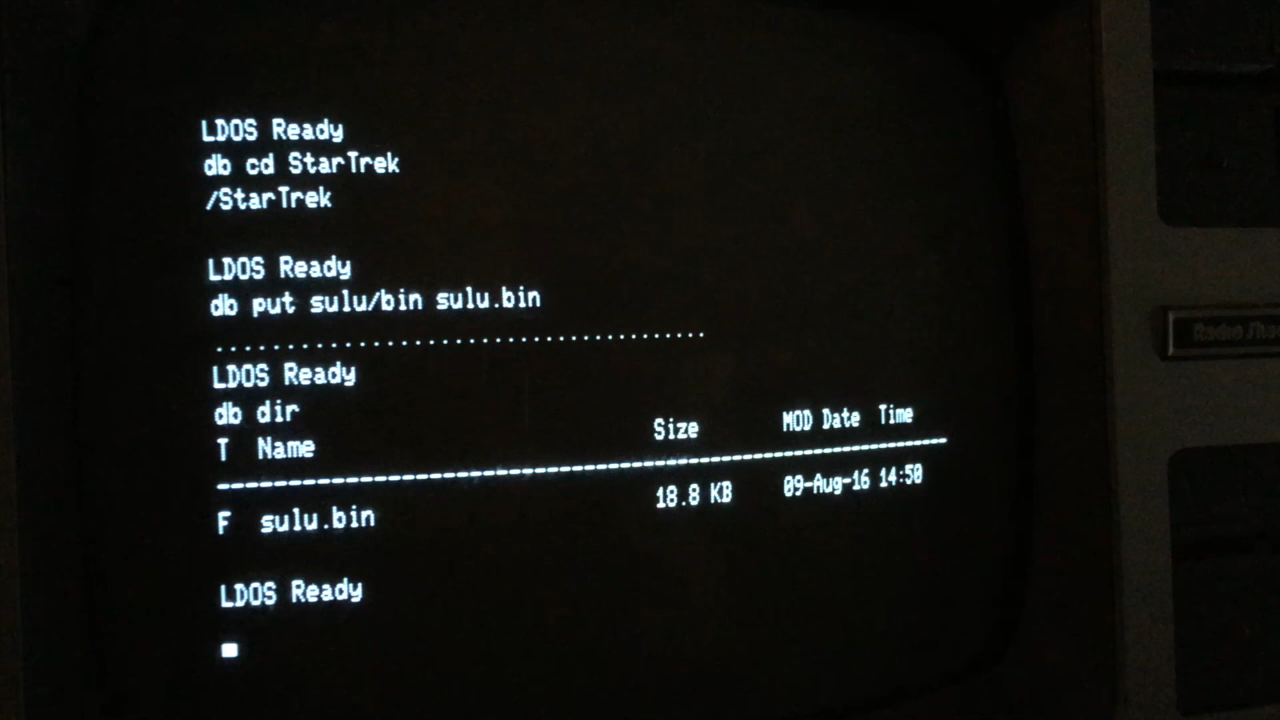 LDOS Ready
db cd StarTrek
/StarTrek
LDOS Ready
db put sulu/bin sulu.bin
...................................
LDOS Ready
db dir
T Name Size MOD Date Time
--------------------------------------------------------------
F sulu.bin 18.8 KB 09-Aug-16 14:50
LDOS Ready
Radio